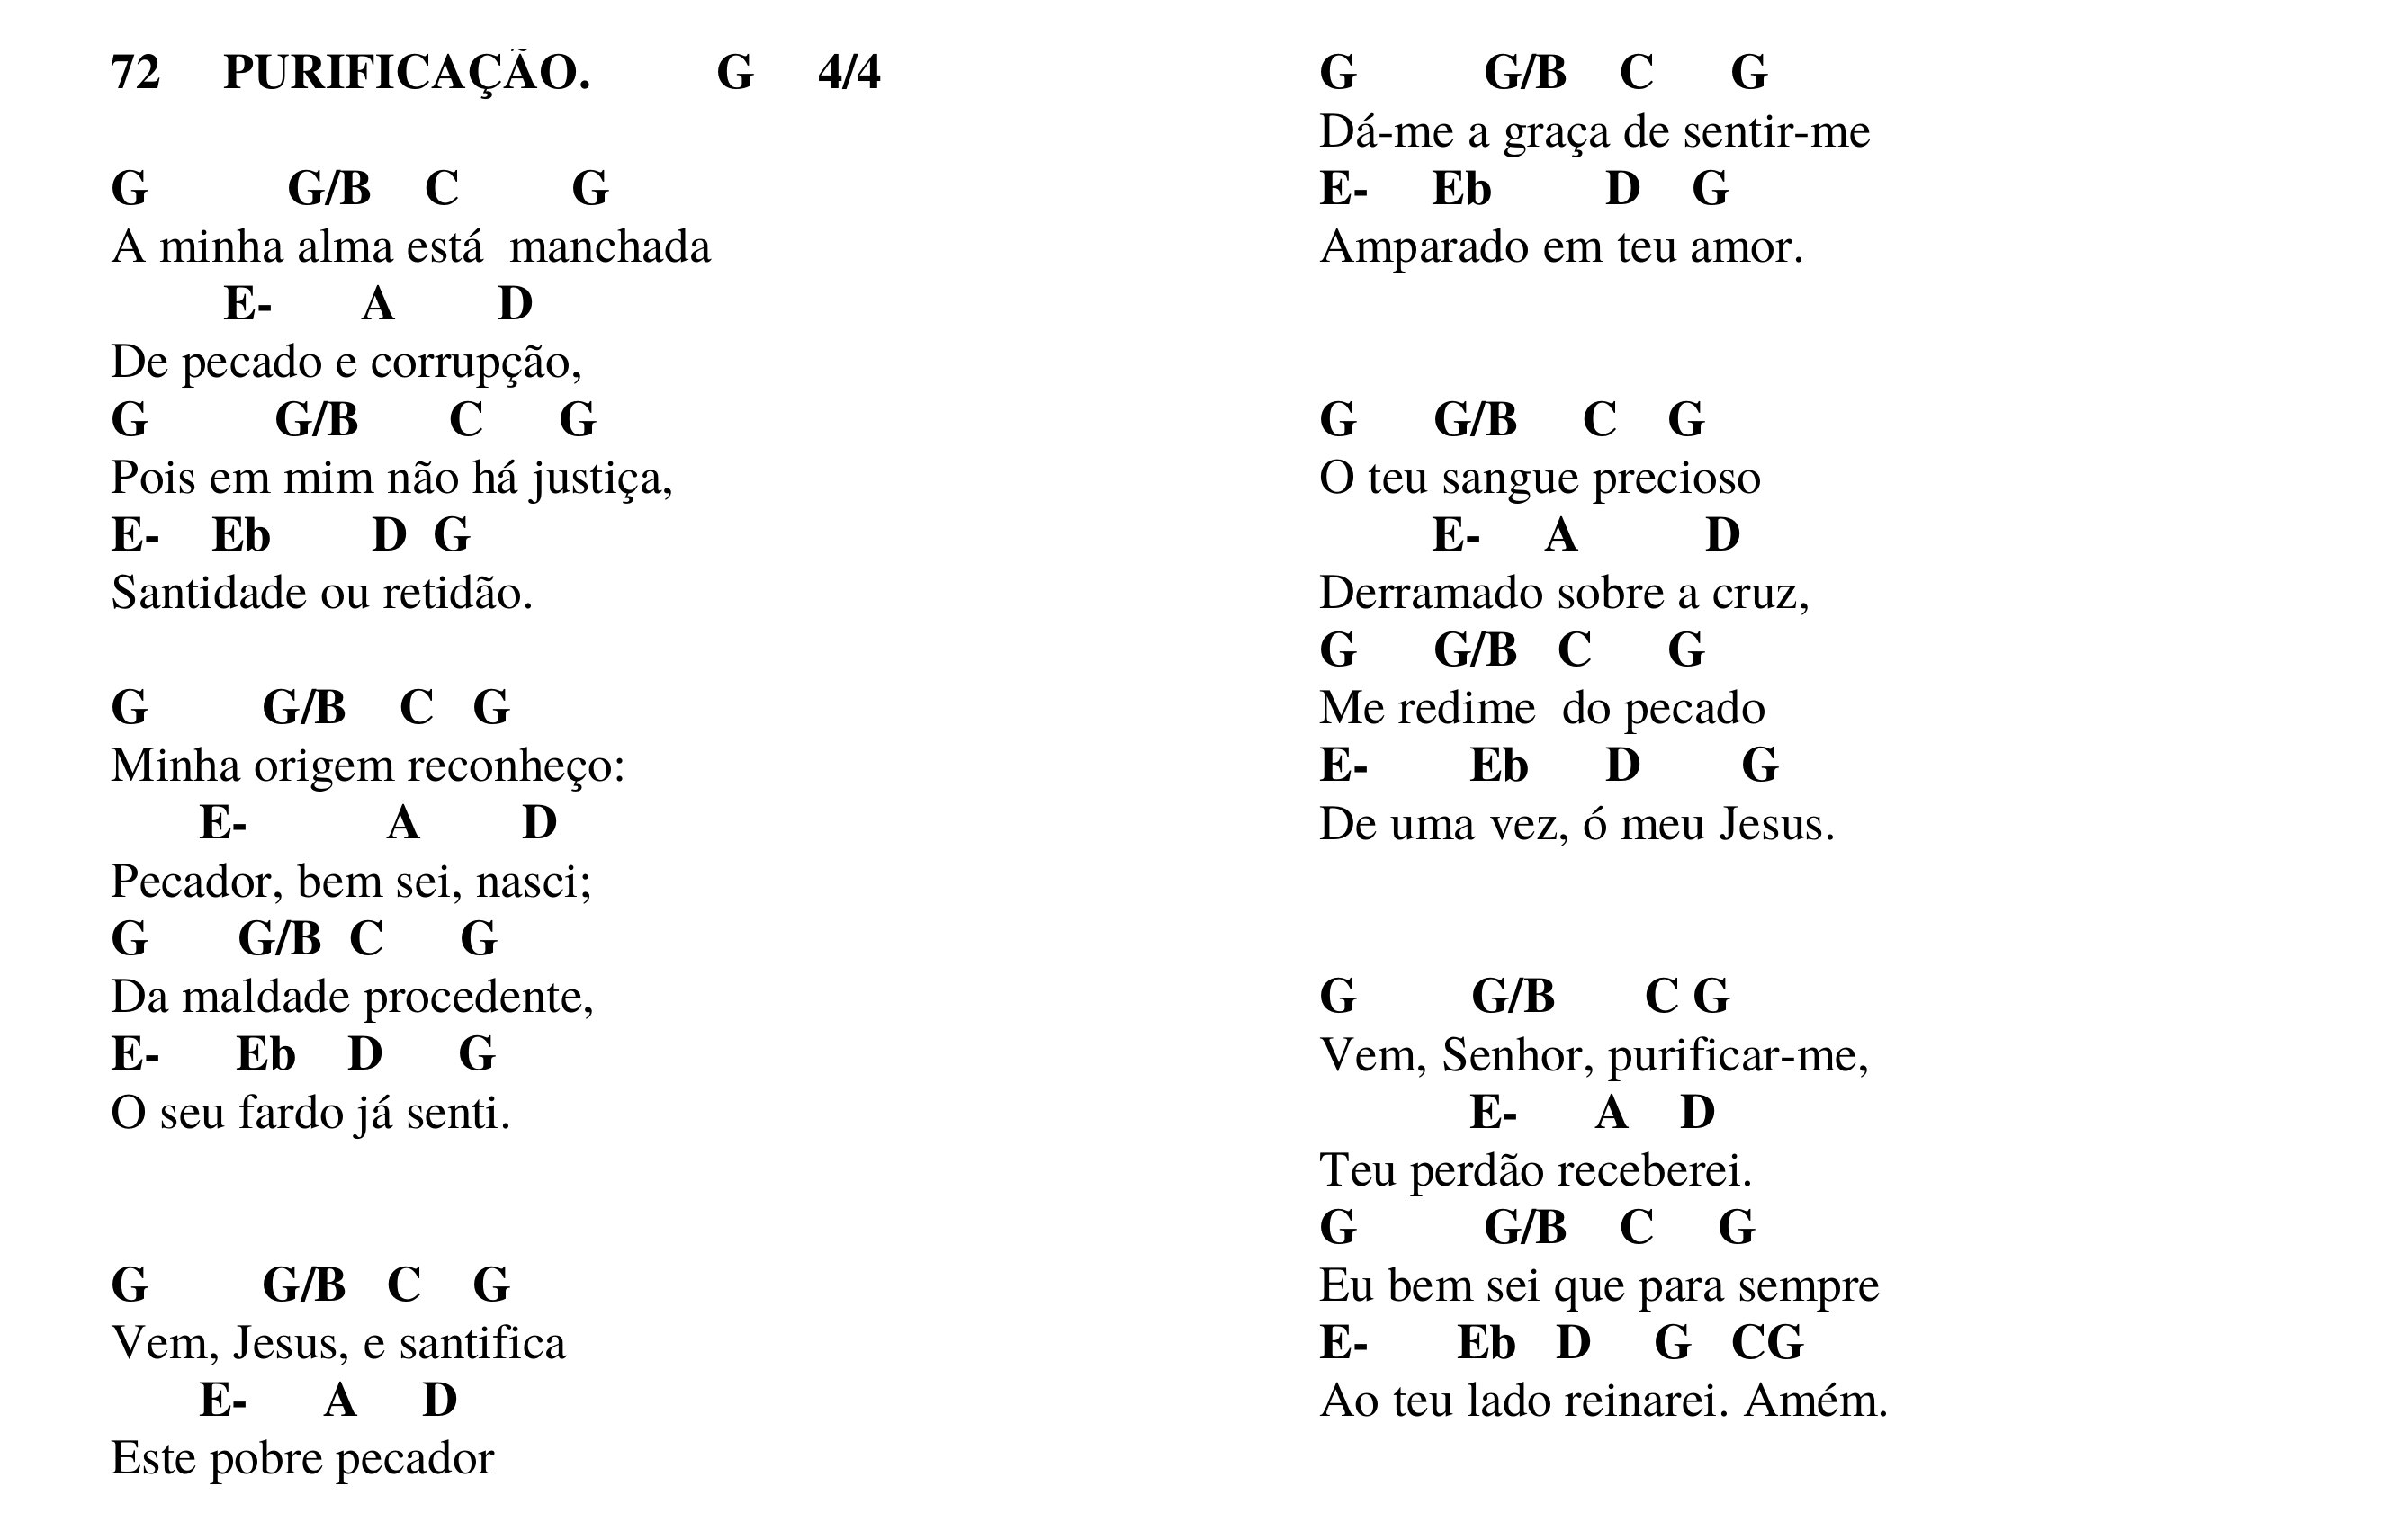 72     PURIFICAÇÃO.          G     4/4
G           G/B    C         G
A minha alma está  manchada
         E-       A        D
De pecado e corrupção,
G          G/B       C      G
Pois em mim não há justiça,
E-    Eb        D  G
Santidade ou retidão.
G         G/B    C   G
Minha origem reconheço:
       E-           A        D
Pecador, bem sei, nasci;
G       G/B  C      G
Da maldade procedente,
E-      Eb    D      G
O seu fardo já senti.
G         G/B   C    G
Vem, Jesus, e santifica
       E-      A     D
Este pobre pecador
G          G/B    C      G
Dá-me a graça de sentir-me
E-     Eb         D    G
Amparado em teu amor.
G      G/B     C    G
O teu sangue precioso
         E-     A          D
Derramado sobre a cruz,
G      G/B   C      G
Me redime  do pecado
E-        Eb      D        G
De uma vez, ó meu Jesus.
G         G/B       C G
Vem, Senhor, purificar-me,
            E-      A    D
Teu perdão receberei.
G          G/B    C     G
Eu bem sei que para sempre
E-       Eb   D     G   CG
Ao teu lado reinarei. Amém.